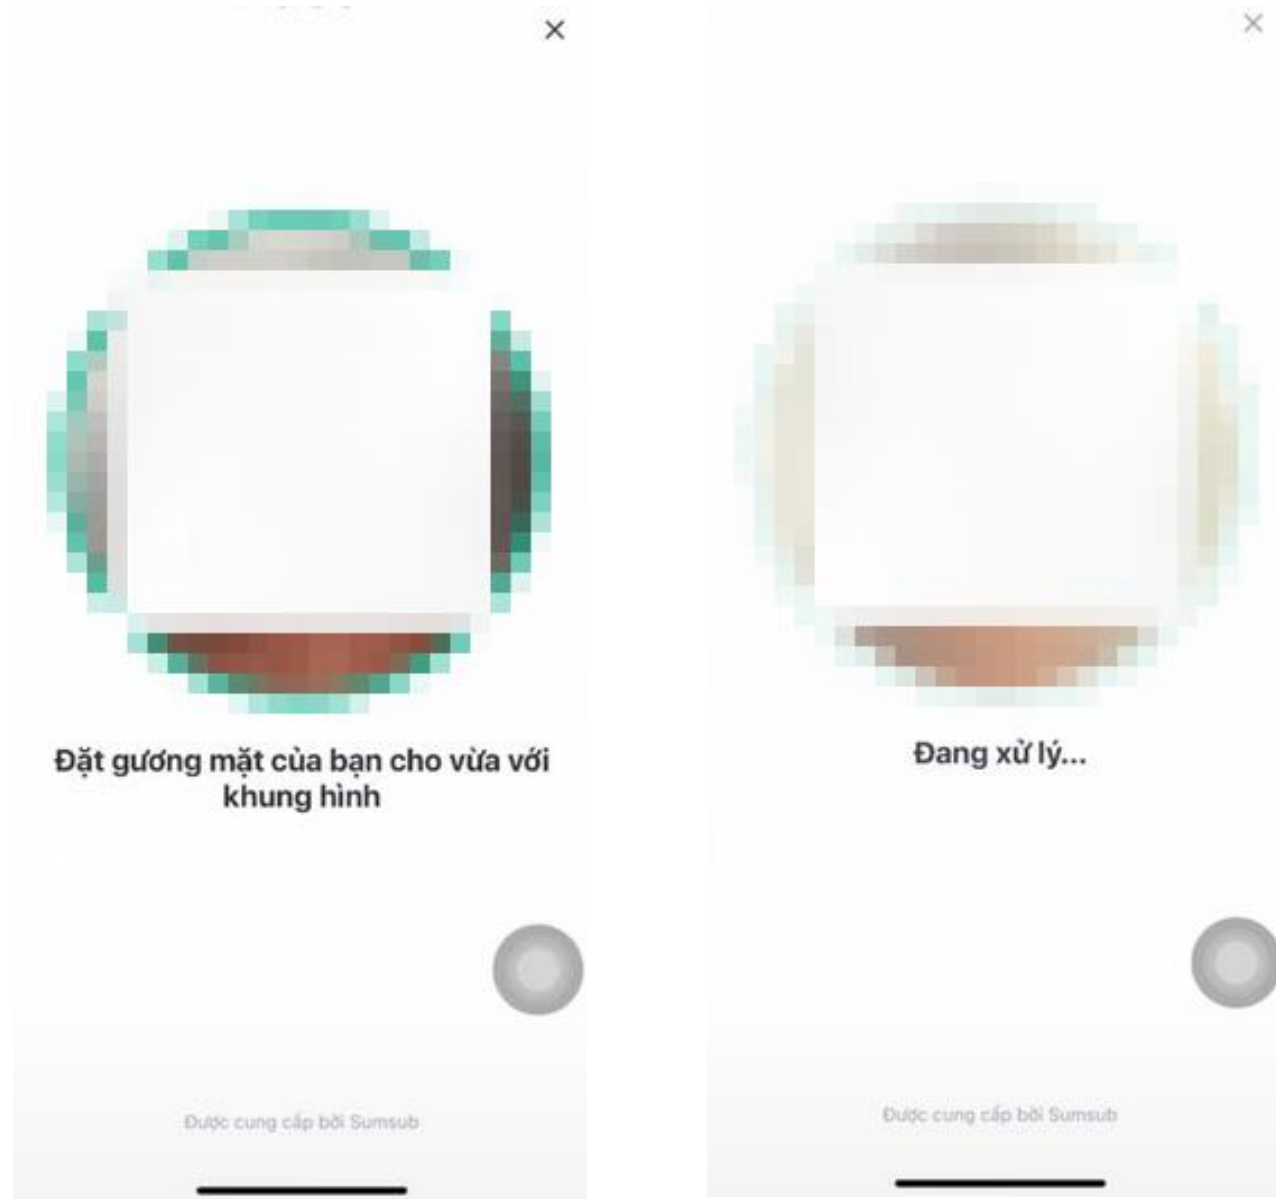 Đặt gương mặt của bạn cho vừa với
khung hình
Được cung cấp bởi Sumsub
Đang xử lý...
Được cung cấp bởi Sumsub